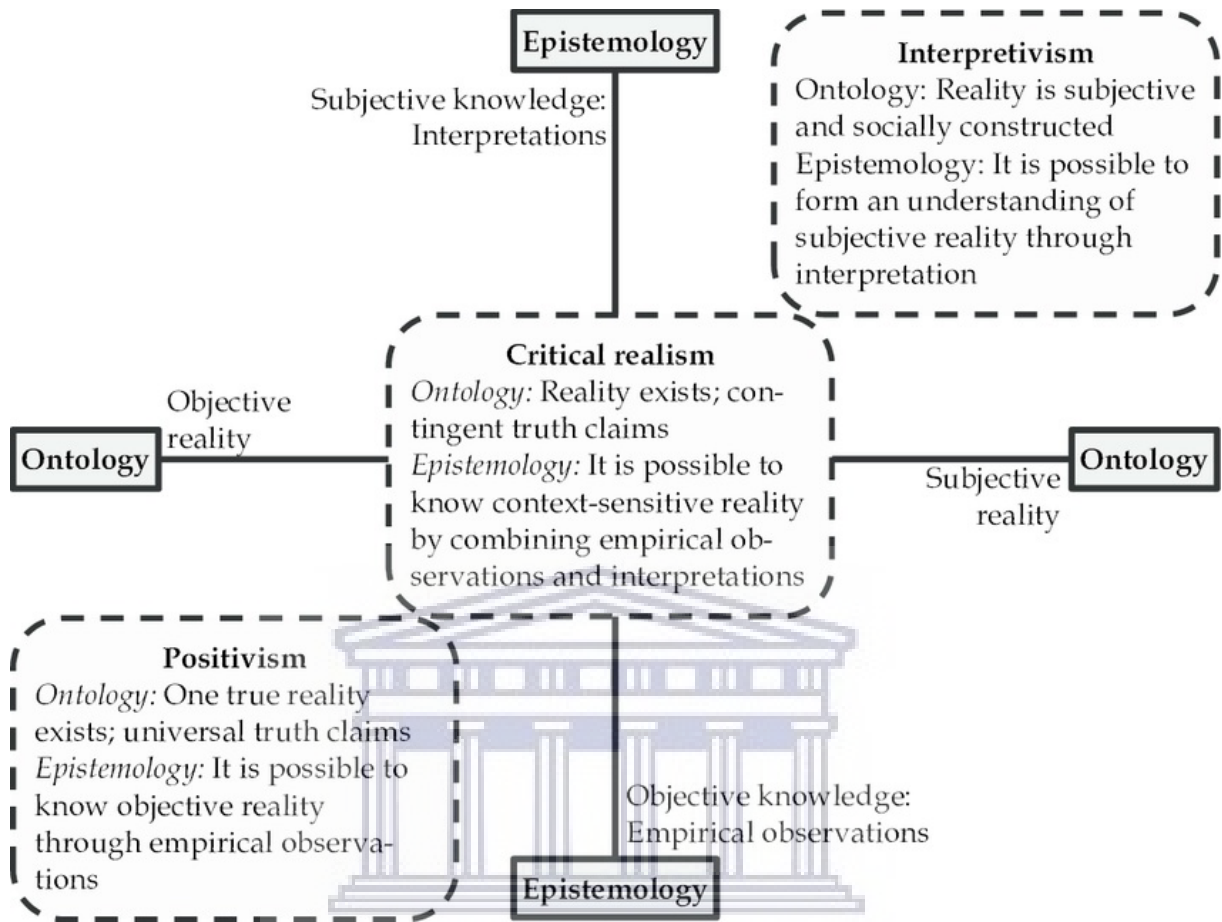 Epistemology
Subjective knowledge:
Interpretations
Interpretivism
Ontology: Reality is subjective
and socially constructed
Epistemology: It is possible to
form an understanding of
subjective reality through
interpretation
Critical realism
Ontology: Reality exists; con-
tingent truth claims
Epistemology: It is possible to
know context-sensitive reality
by combining empirical ob-
servations and interpretations
Objective
reality
Ontology
Ontology
Subjective
reality
Positivism
Ontology: One true reality
exists; universal truth claims
Epistemology: It is possible to
know objective reality
through empirical observa-
tions
Objective knowledge:
Empirical observations
Epistemology